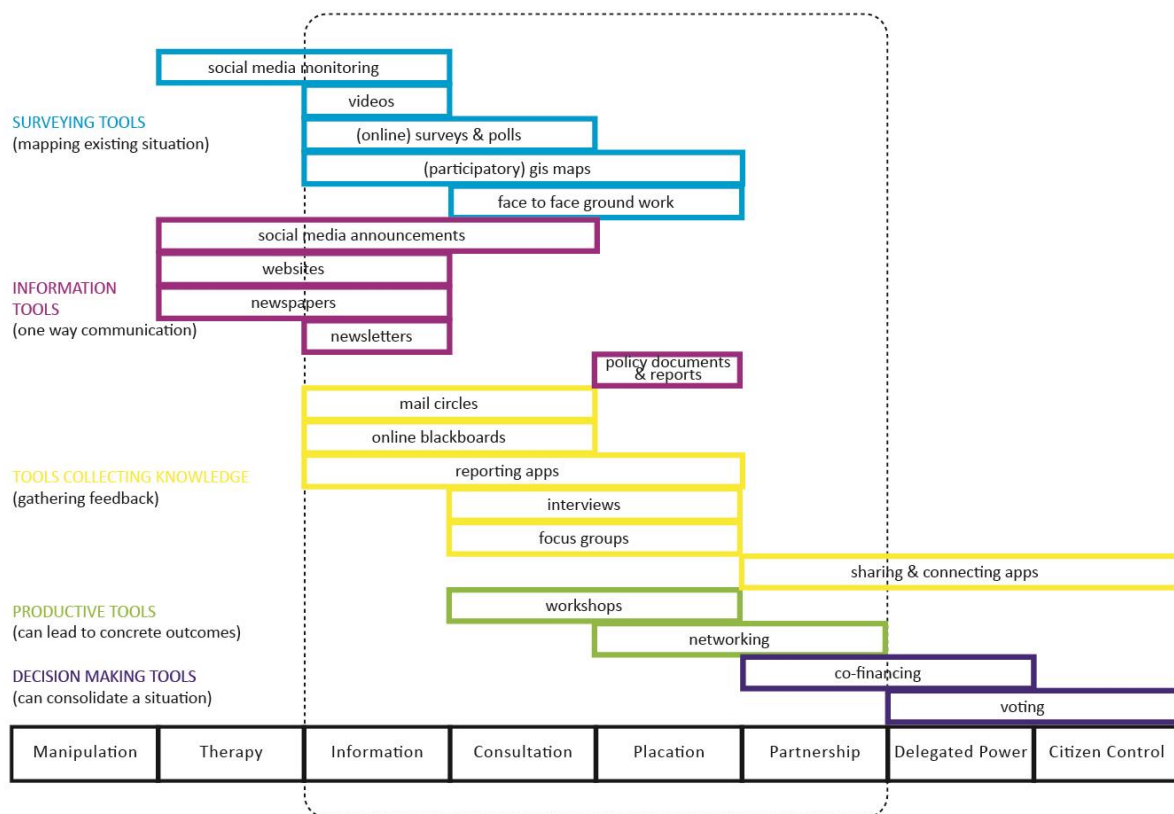 social media monitoring
videos
SURVEYING TOOLS
(mapping existing situation)
(online) surveys & polls
(participatory) gis maps
face to face ground work
social media announcements
websites
INFORMATION
TOOLS
(one way communication)
newspapers
newsletters
policy documents
& reports
mail circles
online blackboards
TOOLS COLLECTING KNOWLEDGE
(gathering feedback)
reporting apps
interviews
focus groups
sharing & connecting apps
PRODUCTIVE TOOLS
(can lead to concrete outcomes)
workshops
networking
DECISION MAKING TOOLS
(can consolidate a situation)
co-financing
voting
Manipulation Therapy Information Consultation Placation Partnership Delegated Power Citizen Control